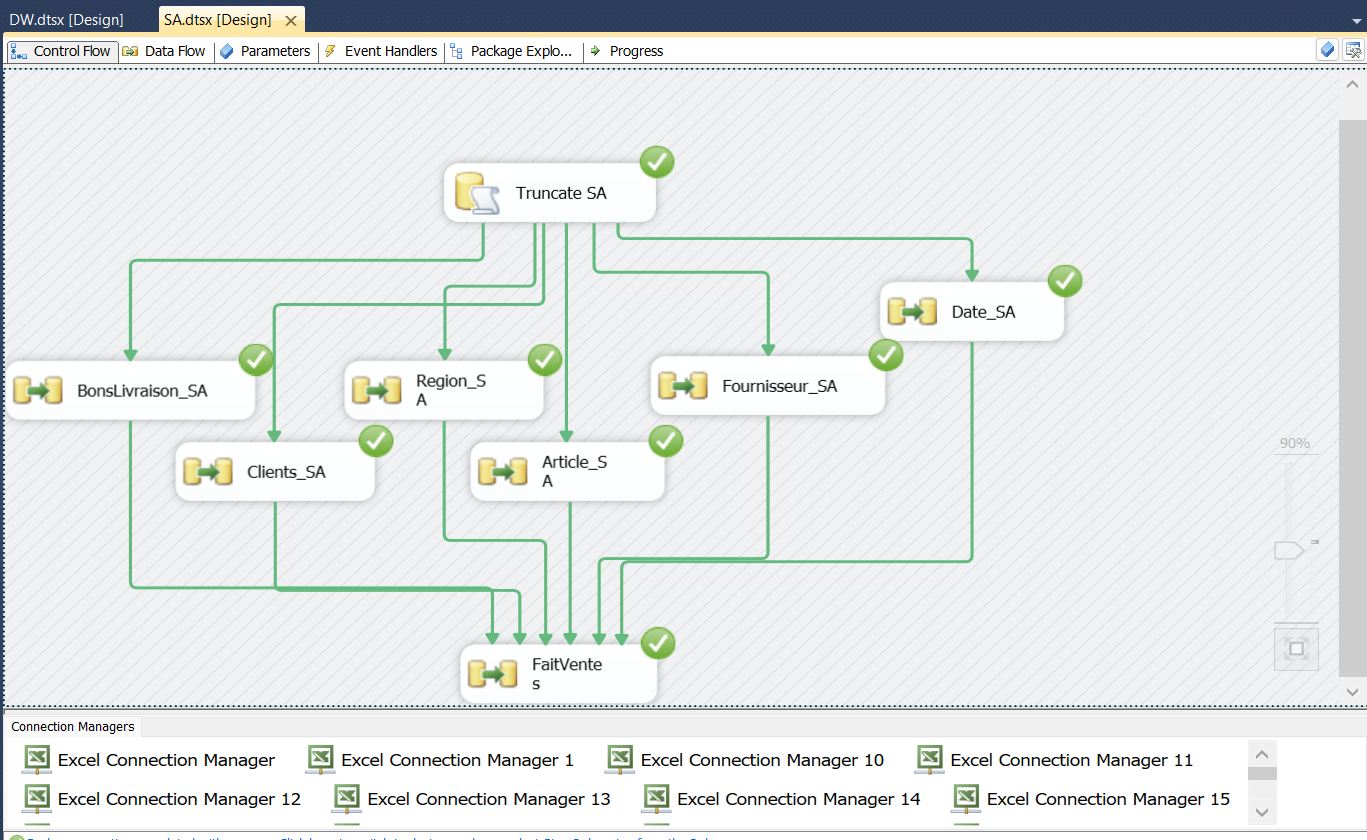 DW.dtsx [Design] SA.dtsx [Design]
Control Flow Data Flow Parameters Event Handlers Package Explo... Progress
Truncate SA
Date_SA
BonsLivraison_SA
Region_S
A
Fournisseur_SA
Clients_SA
Article_S
A
90%
FaitVente
s
Connection Managers
Excel Connection Manager Excel Connection Manager 1 Excel Connection Manager 10 Excel Connection Manager 11
Excel Connection Manager 12 Excel Connection Manager 13 Excel Connection Manager 14 Excel Connection Manager 15